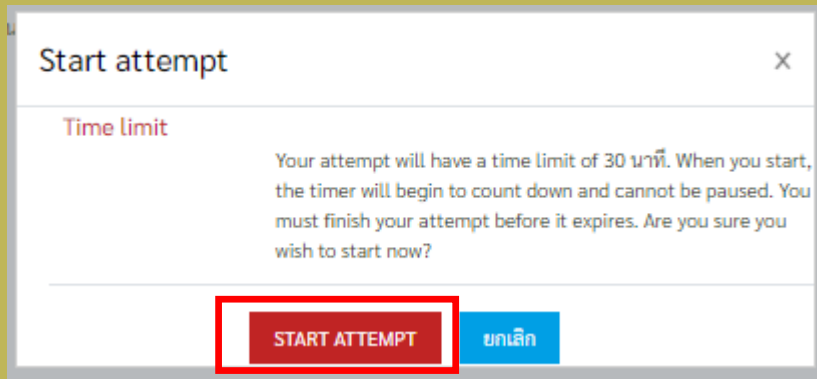 Start attempt
×
Time limit
Your attempt will have a time limit of 30 นาที. When you start,
the timer will begin to count down and cannot be paused. You
must finish your attempt before it expires. Are you sure you
wish to start now?
START ATTEMPT
ยกเลิก